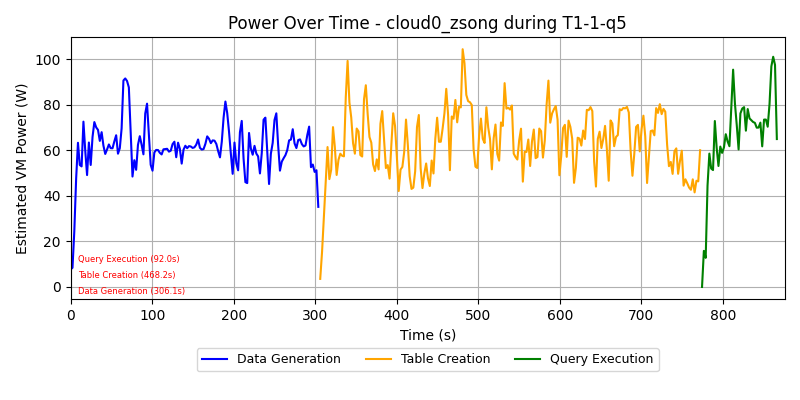 Power Over Time - cloud0_zsong during T1-1-q5
Estimated VM Power (W)
100
80
60
40
20
0
Query Execution (92.0s)
Table Creation (468.2s)
Data Generation (306.1s)
0 100 200 300 400 500 600 700 800
Time (s)
Data Generation Table Creation Query Execution